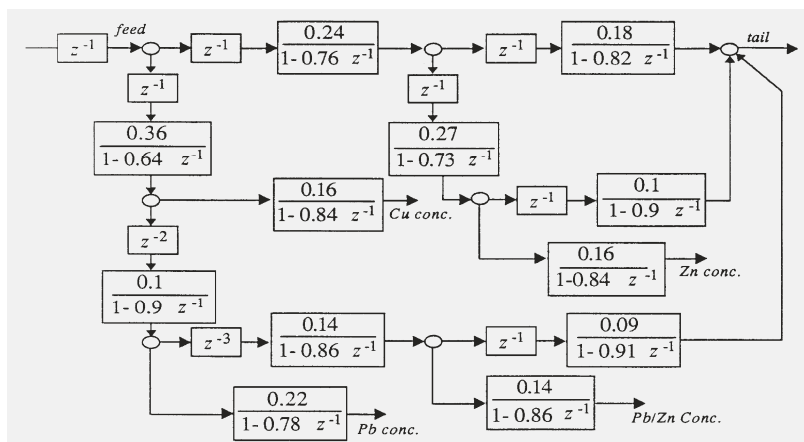 feed
tail
z⁻¹
z⁻¹
0.24
1- 0.76 z⁻¹
z⁻¹
0.18
1- 0.82 z⁻¹
z⁻¹
z⁻¹
0.36
1- 0.64 z⁻¹
0.27
1- 0.73 z⁻¹
0.16
1- 0.84 z⁻¹
Cu conc.
z⁻¹
0.1
1- 0.9 z⁻¹
z⁻²
0.16
1-0.84 z⁻¹
Zn conc.
0.1
1- 0.9 z⁻¹
z⁻³
0.14
1- 0.86 z⁻¹
z⁻¹
0.09
1- 0.91 z⁻¹
0.22
1- 0.78 z⁻¹
Pb conc.
0.14
1- 0.86 z⁻¹
Pb/Zn Conc.